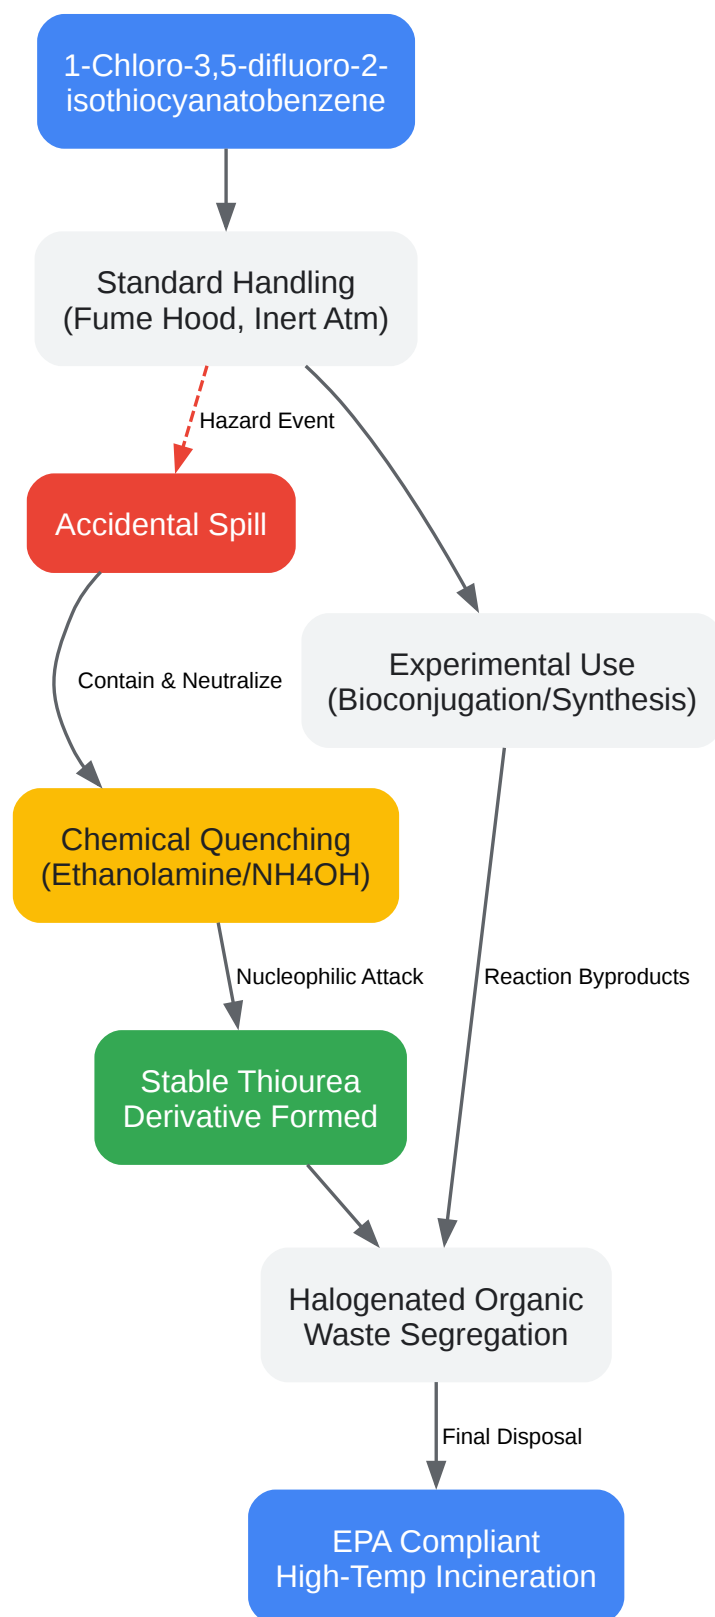 1-Chloro-3,5-difluoro-2-
isothiocyanatobenzene
Standard Handling
(Fume Hood, Inert Atm)
Hazard Event
Accidental Spill
Experimental Use
(Bioconjugation/Synthesis)
Contain & Neutralize
Chemical Quenching
(Ethanolamine/NH4OH)
Nucleophilic Attack
Reaction Byproducts
Stable Thiourea
Derivative Formed
Halogenated Organic
Waste Segregation
Final Disposal
EPA Compliant
High-Temp Incineration